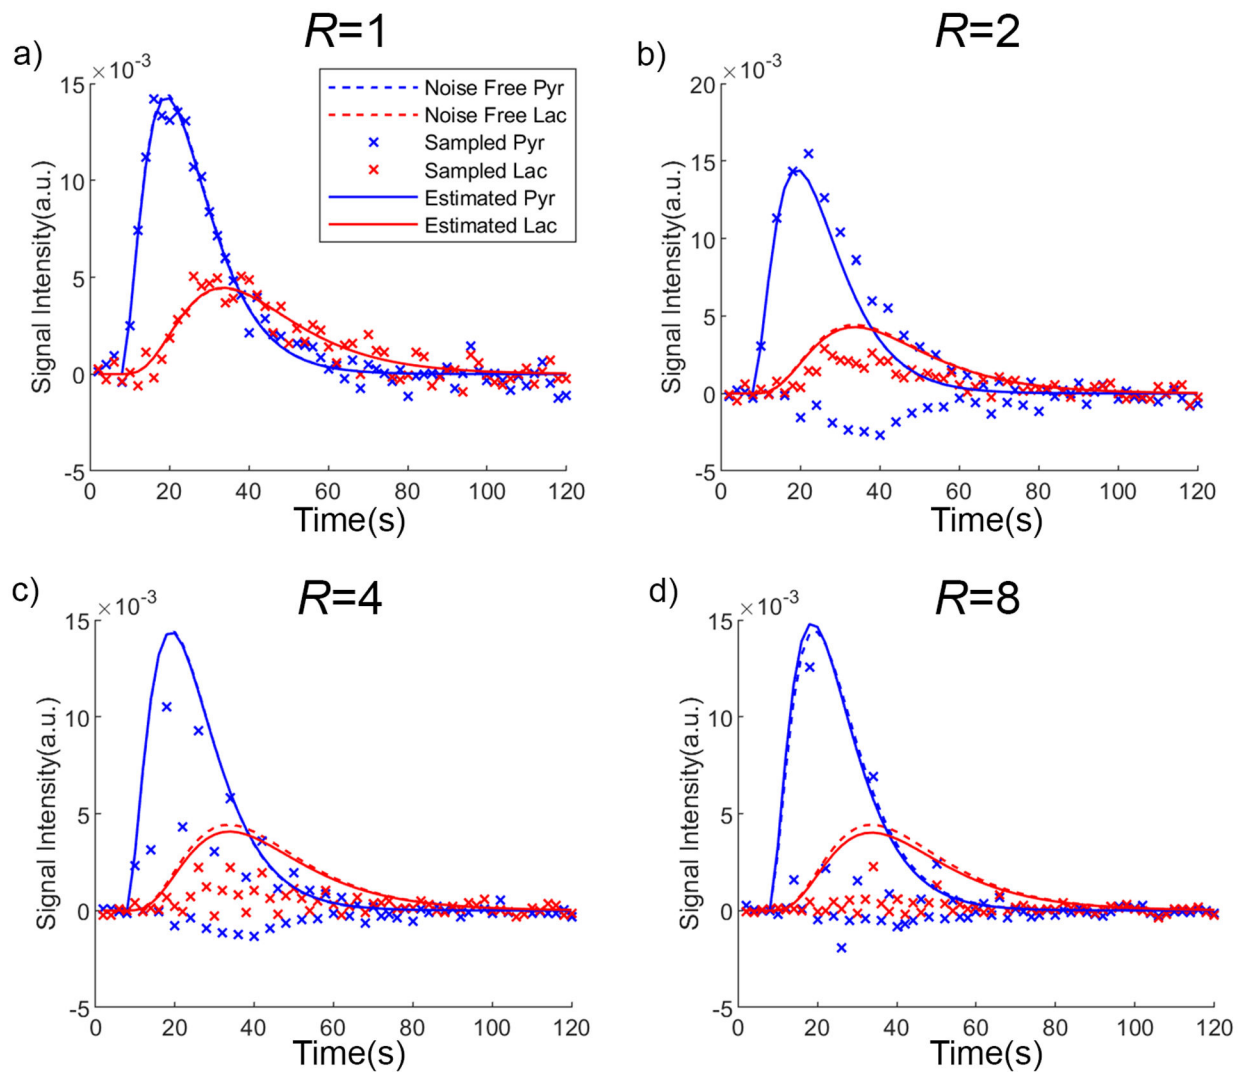 R=1
a)
×10⁻³
15
10
5
0
-5
Signal Intensity(a.u.)
0 20 40 60 80 100 120
Time(s)
Noise Free Pyr
Noise Free Lac
Sampled Pyr
Sampled Lac
Estimated Pyr
Estimated Lac
R=2
b)
×10⁻³
20
15
10
5
0
-5
Signal Intensity(a.u.)
0 20 40 60 80 100 120
Time(s)
R=4
c)
×10⁻³
15
10
5
0
-5
Signal Intensity(a.u.)
0 20 40 60 80 100 120
Time(s)
R=8
d)
×10⁻³
15
10
5
0
-5
Signal Intensity(a.u.)
0 20 40 60 80 100 120
Time(s)